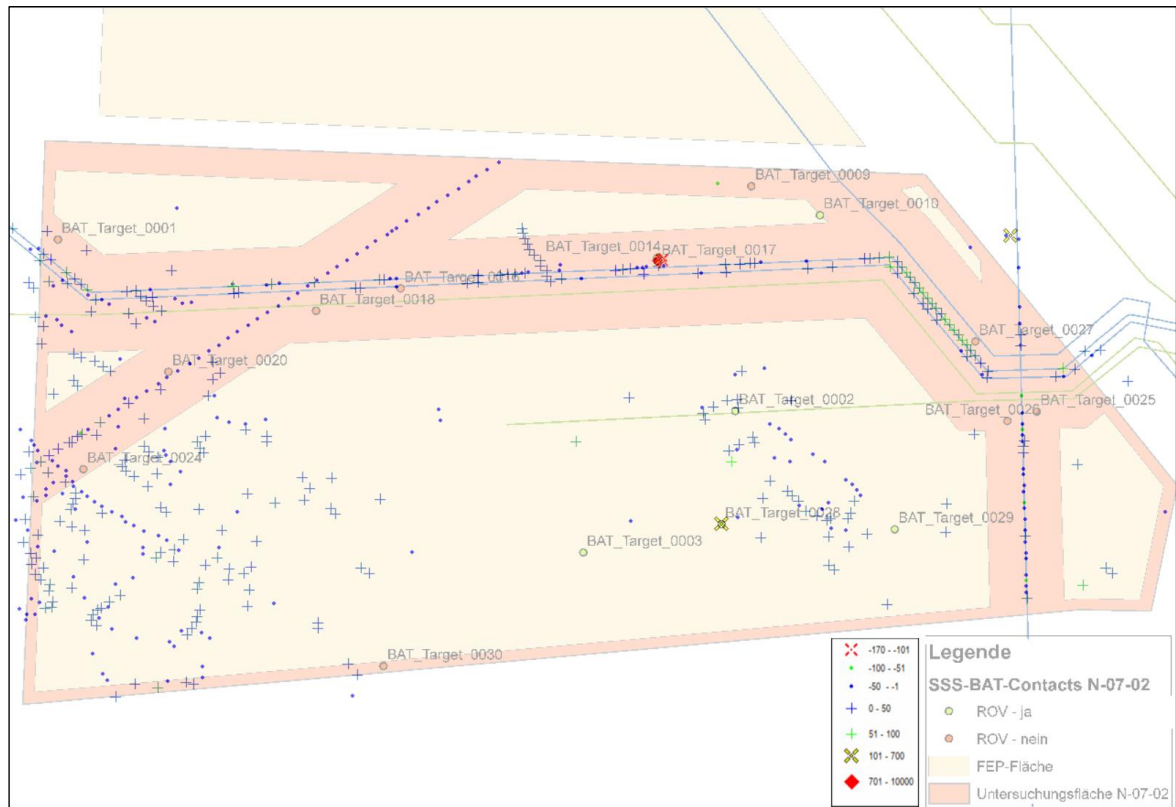 BAT_Target_0009
BAT_Target_0010
BAT_Target_0001
BAT_Target_0014
BAT_Target_0017
BAT_Target_0018
BAT_Target_0027
BAT_Target_0020
BAT_Target_0002
BAT_Target_0026
BAT_Target_0025
BAT_Target_0024
BAT_Target_0028
BAT_Target_0029
BAT_Target_0003
BAT_Target_0030
-170 - -101
-100 - -51
-50 - -1
0 - 50
51 - 100
101 - 700
701 - 10000
Legende
SSS-BAT-Contacts N-07-02
ROV - ja
ROV - nein
FEP-Fläche
Untersuchungsfläche N-07-02